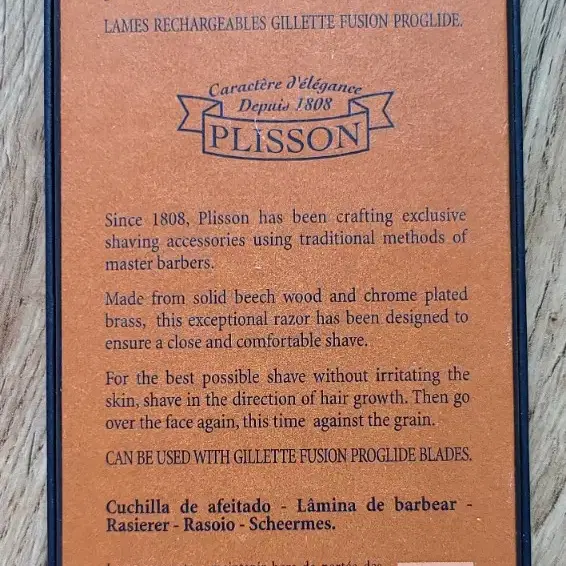 LAMES RECHARGEABLES GILLETTE FUSION PROGLIDE.
Caractère d'élégance
Depuis 1808
PLISSON
Since 1808, Plisson has been crafting exclusive
shaving accessories using traditional methods of
master barbers.
Made from solid beech wood and chrome plated
brass, this exceptional razor has been designed to
ensure a close and comfortable shave.
For the best possible shave without irritating the
skin, shave in the direction of hair growth. Then go
over the face again, this time against the grain.
CAN BE USED WITH GILLETTE FUSION PROGLIDE BLADES.
Cuchilla de afeitado - Lâmina de barbear -
Rasierer - Rasoio - Scheermes.